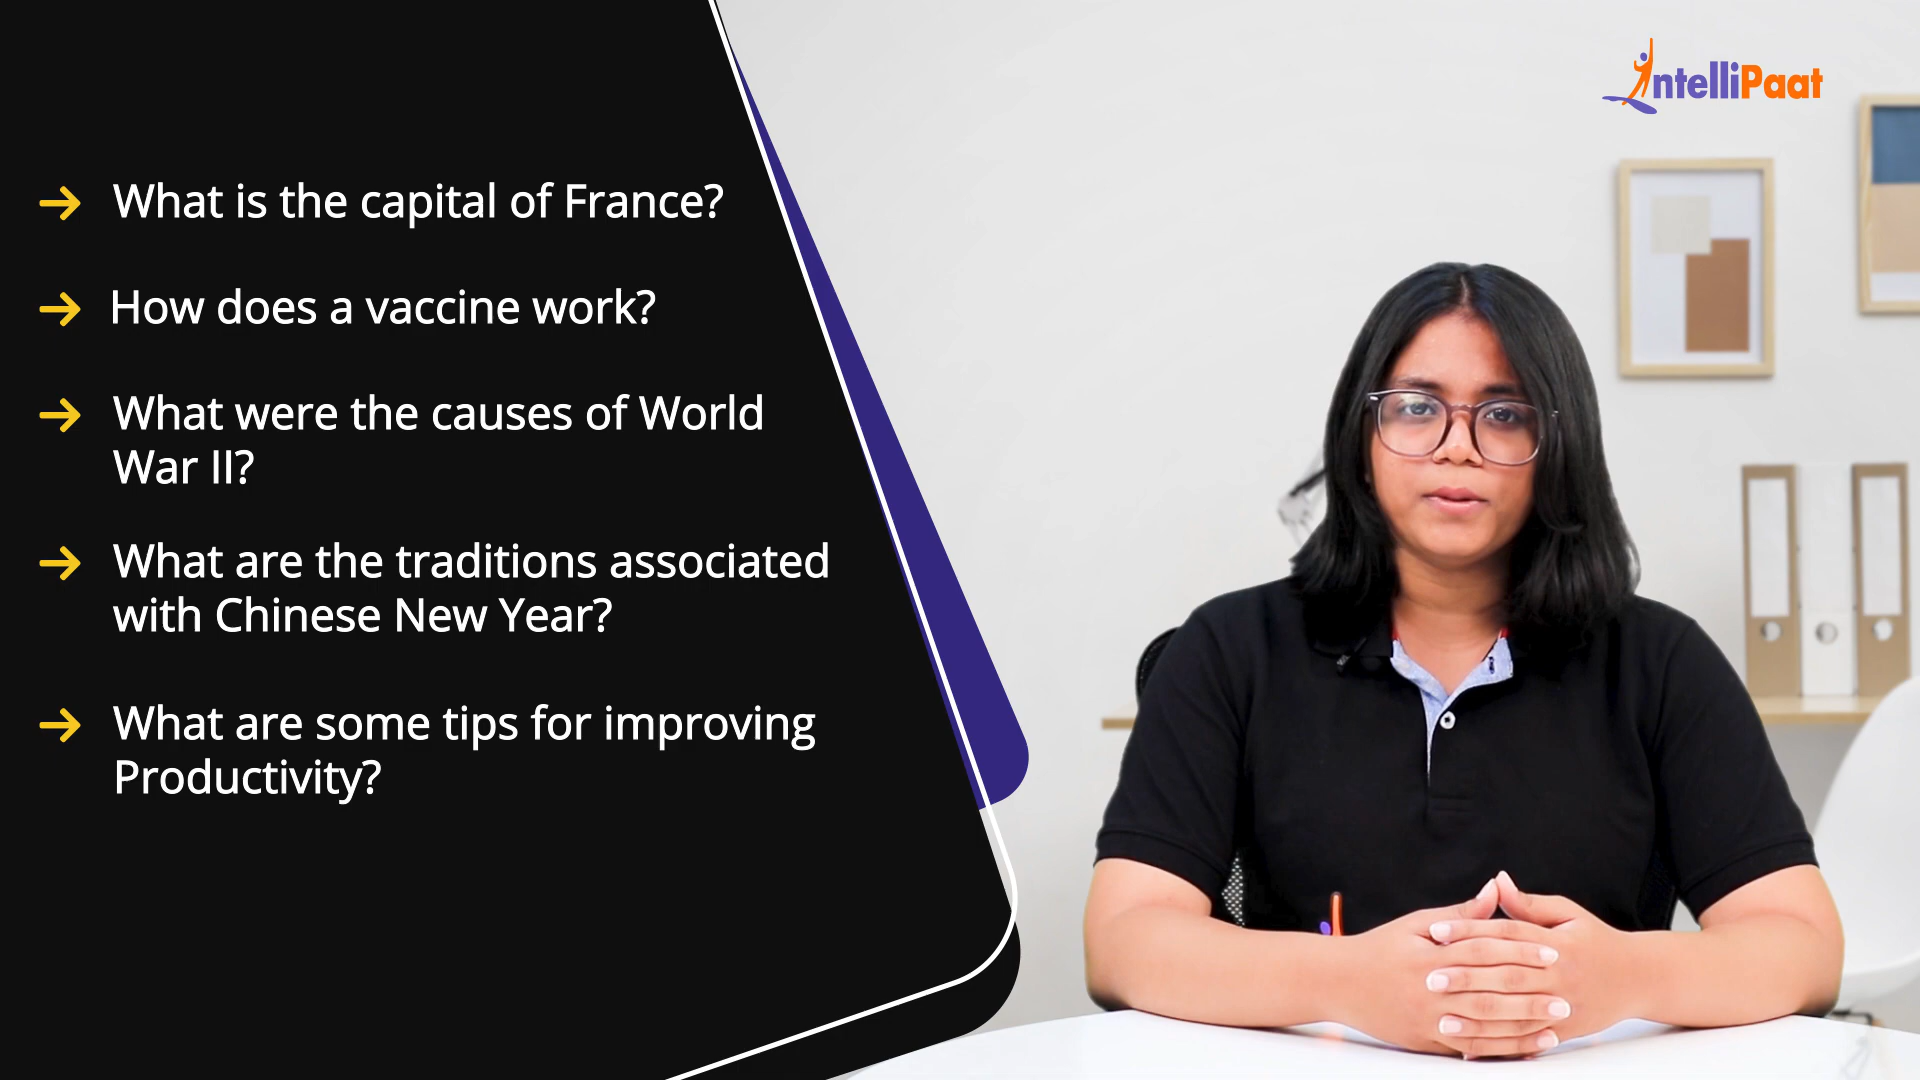 IntelliPaat
What is the capital of France?
How does a vaccine work?
What were the causes of World
War II?
What are the traditions associated
with Chinese New Year?
What are some tips for improving
Productivity?